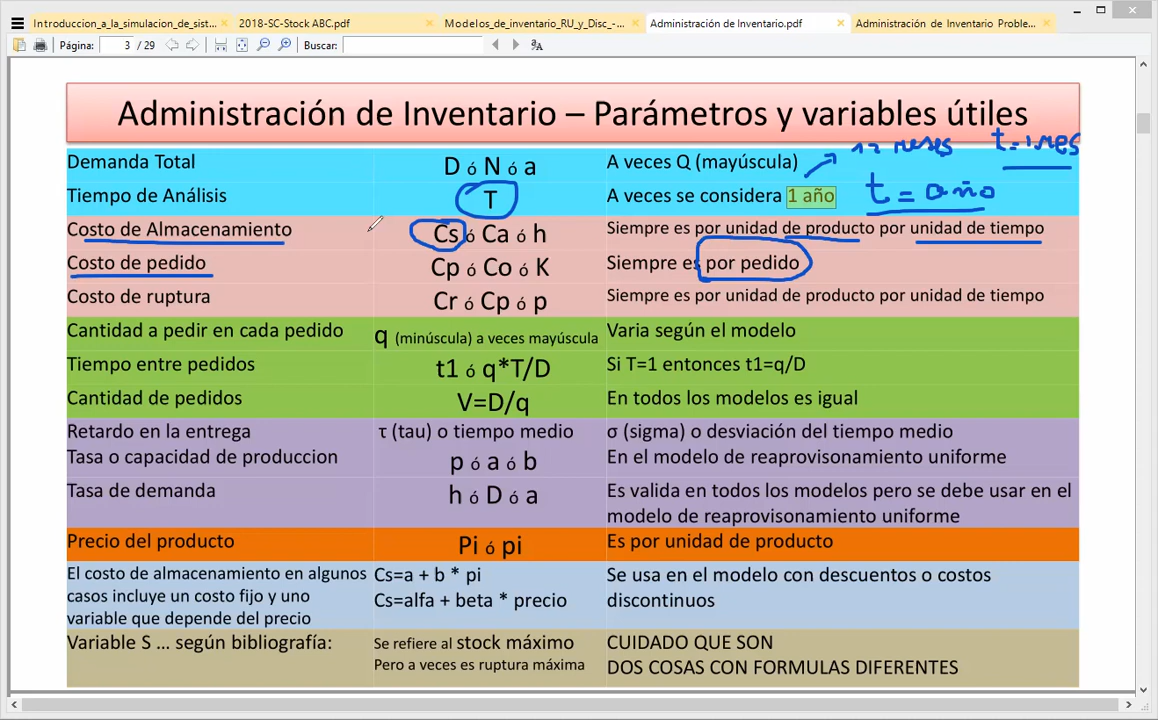 Introduccion_a_la_simulacion_de_sist...
2018-SC-Stock ABC.pdf
Modelos_de_inventario_RU_y_Disc_-...
Administración de Inventario.pdf
Administración de Inventario Proble...
Página: 3 / 29
Buscar:
Administración de Inventario – Parámetros y variables útiles
12 meses
t=1mes
Demanda Total D ó N ó a A veces Q (mayúscula)
Tiempo de Análisis T A veces se considera 1 año
t = año
Costo de Almacenamiento Cs ó Ca ó h Siempre es por unidad de producto por unidad de tiempo
Costo de pedido Cp ó Co ó K Siempre es por pedido
Costo de ruptura Cr ó Cp ó p Siempre es por unidad de producto por unidad de tiempo
Cantidad a pedir en cada pedido q (minúscula) a veces mayúscula Varia según el modelo
Tiempo entre pedidos t1 ó q*T/D Si T=1 entonces t1=q/D
Cantidad de pedidos V=D/q En todos los modelos es igual
Retardo en la entrega τ (tau) o tiempo medio σ (sigma) o desviación del tiempo medio
Tasa o capacidad de produccion p ó a ó b En el modelo de reaprovisonamiento uniforme
Tasa de demanda h ó D ó a Es valida en todos los modelos pero se debe usar en el
modelo de reaprovisonamiento uniforme
Precio del producto Pi ó pi Es por unidad de producto
El costo de almacenamiento en algunos Cs=a + b * pi Se usa en el modelo con descuentos o costos
casos incluye un costo fijo y uno Cs=alfa + beta * precio discontinuos
variable que depende del precio
Variable S ... según bibliografía: Se refiere al stock máximo CUIDADO QUE SON
Pero a veces es ruptura máxima DOS COSAS CON FORMULAS DIFERENTES